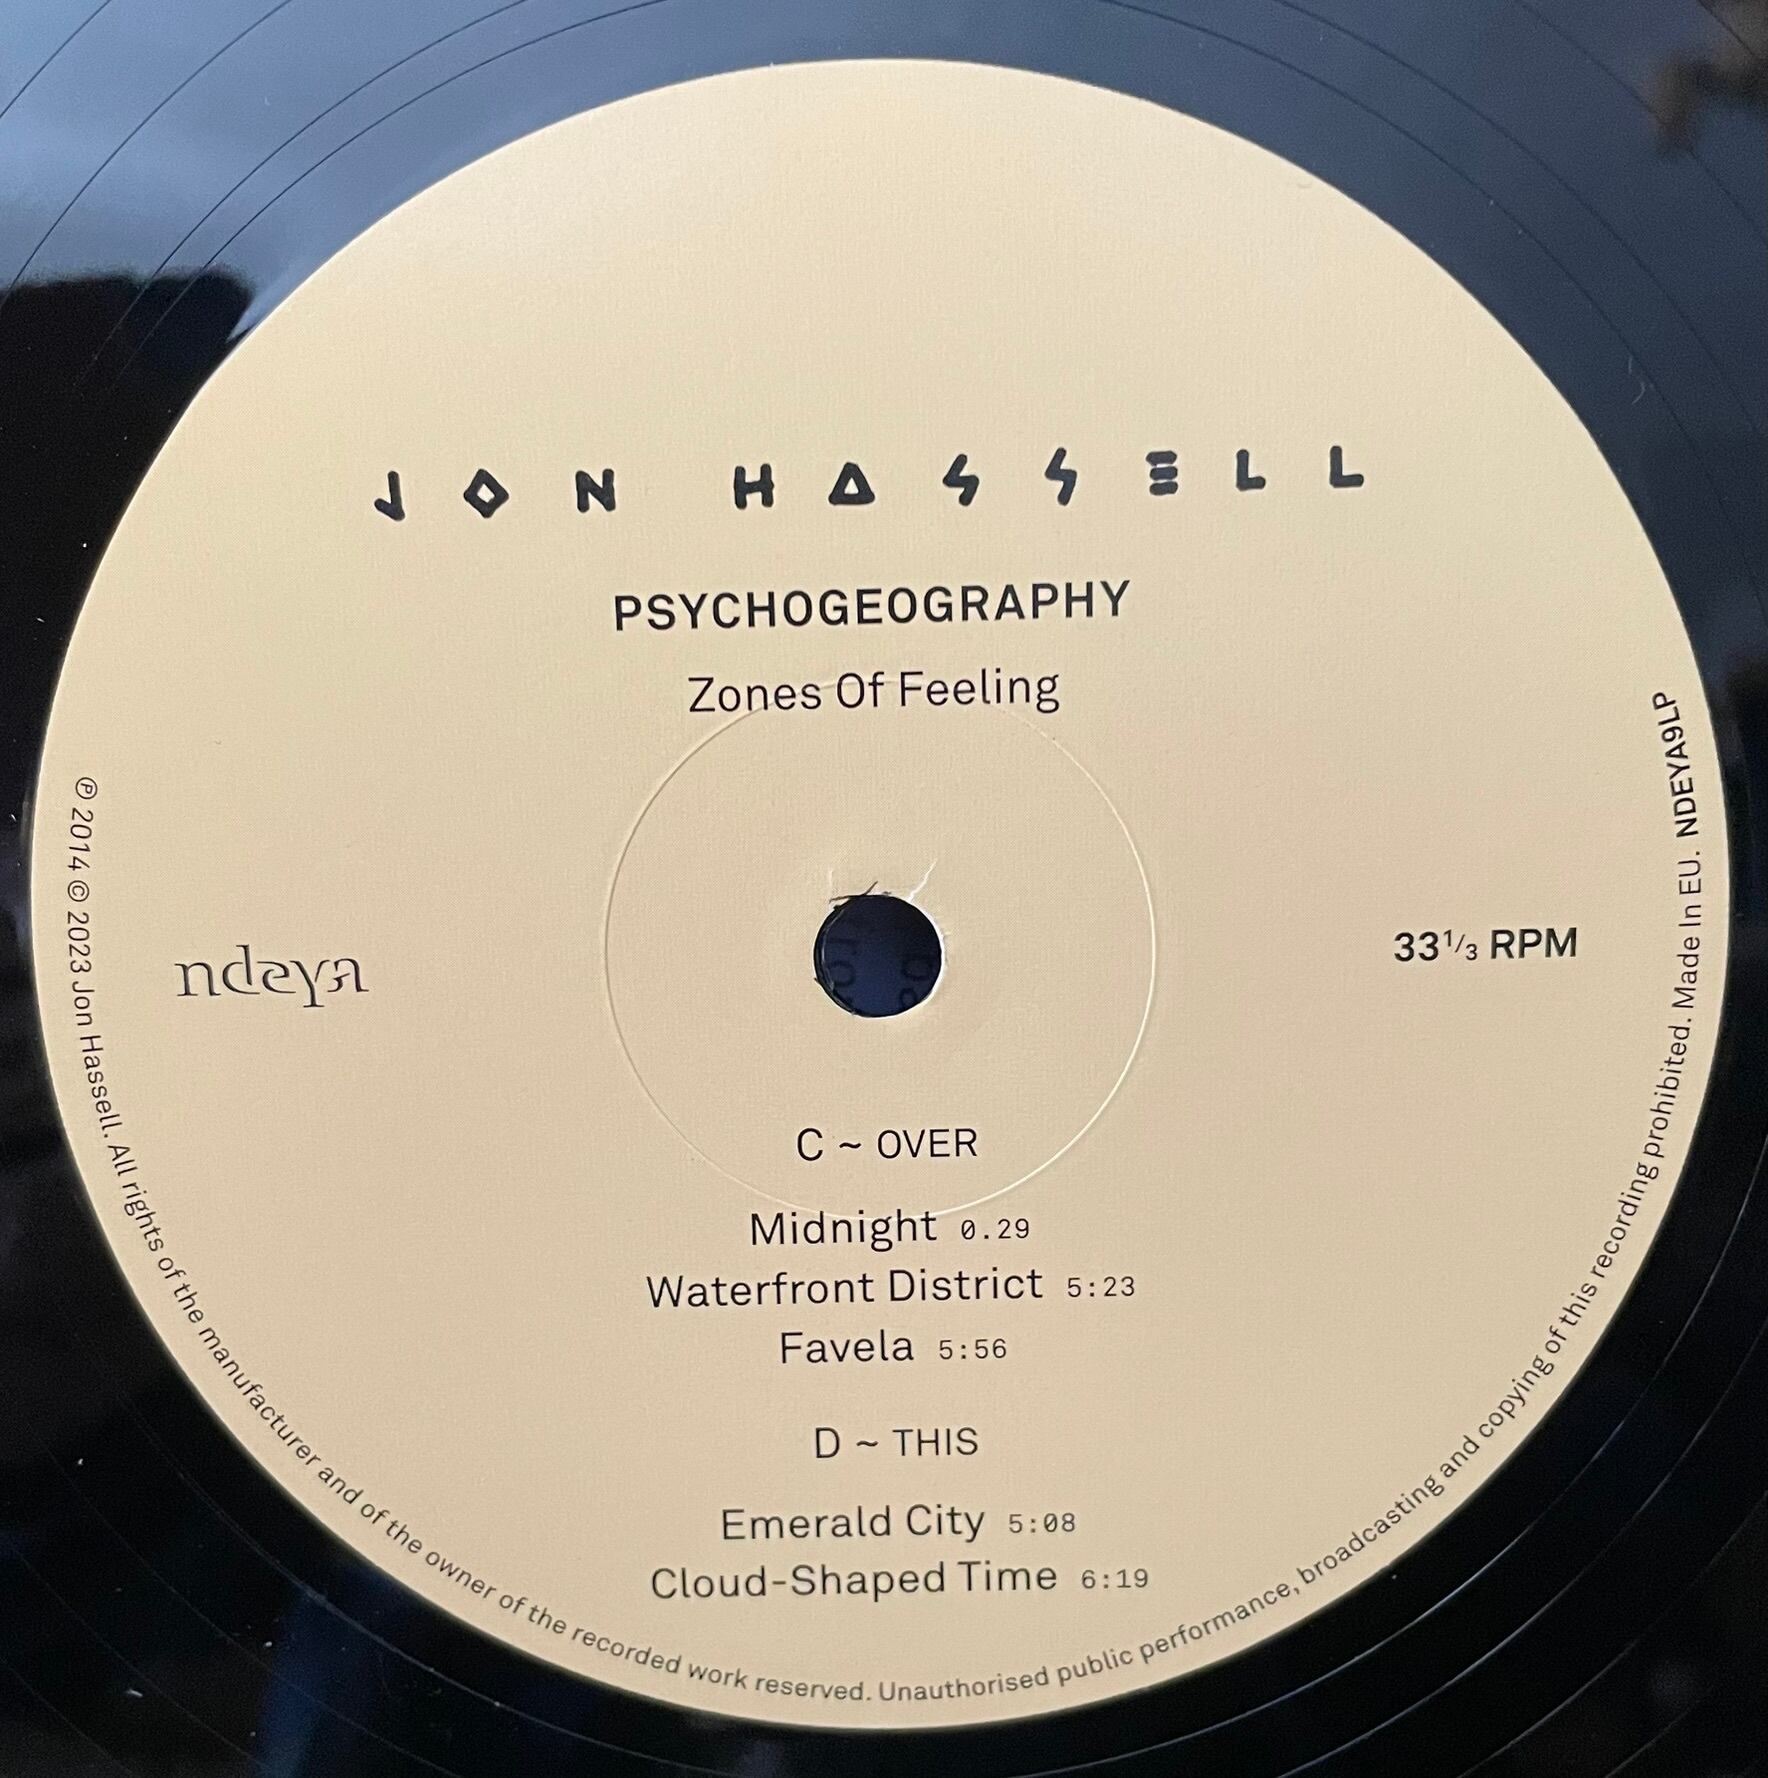 JON HASSELL
PSYCHOGEOGRAPHY
Zones Of Feeling
ndeya
33 1/3 RPM
C ~ OVER
Midnight 0.29
Waterfront District 5:23
Favela 5:56
D ~ THIS
Emerald City 5:08
Cloud-Shaped Time 6:19
℗ 2014 © 2023 Jon Hassell. All rights of the manufacturer and of the owner of the recorded work reserved. Unauthorised public performance, broadcasting and copying of this recording prohibited. Made In EU. NDEYA9LP